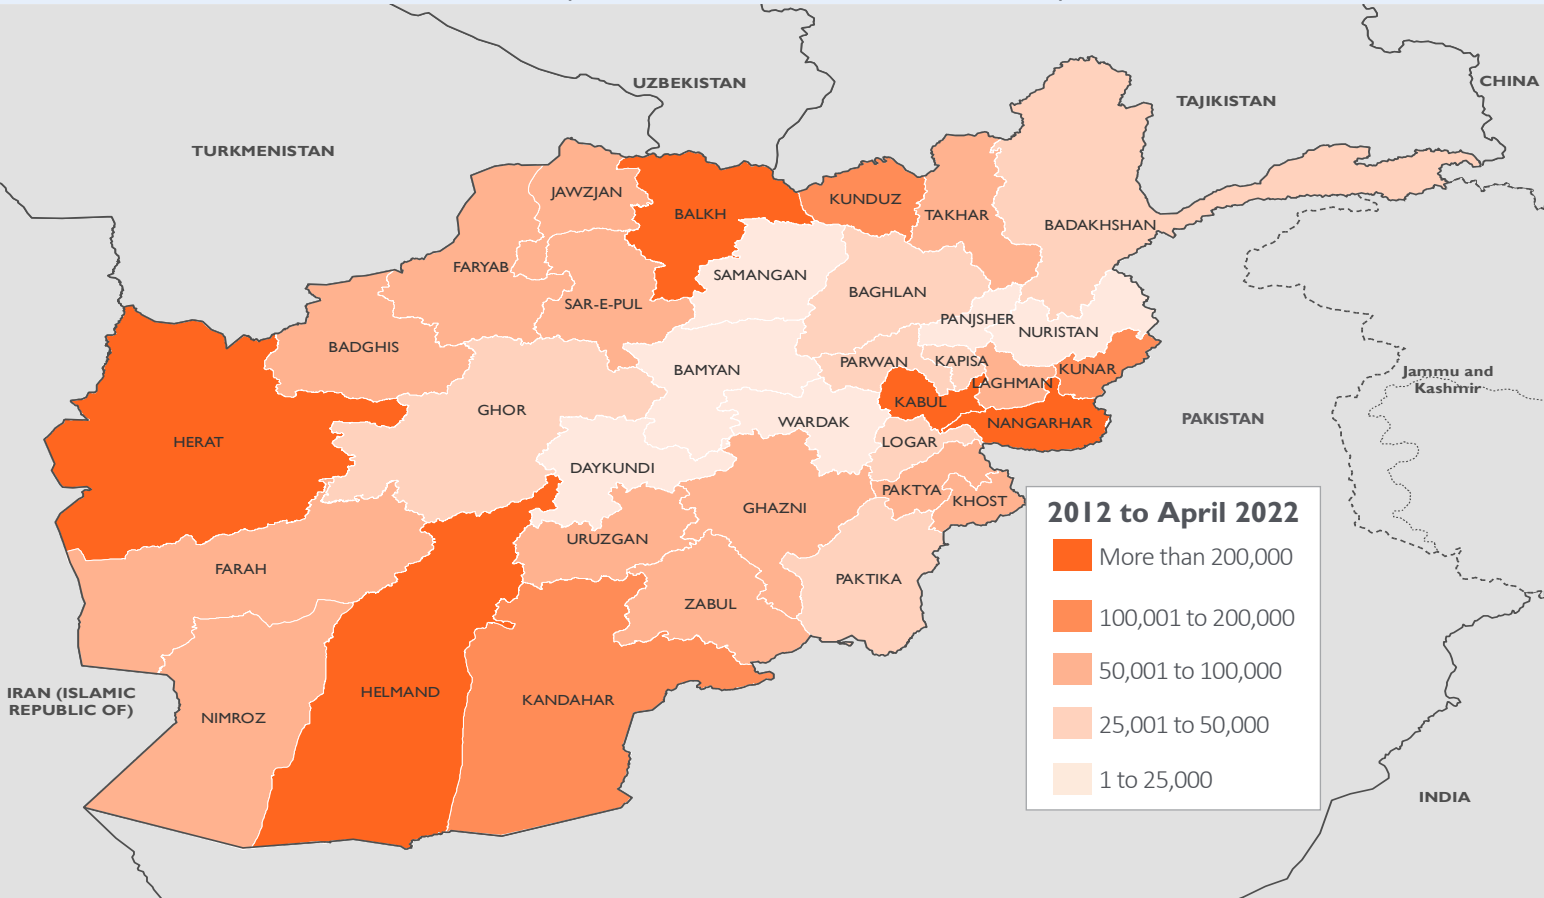 UZBEKISTAN
CHINA
TAJIKISTAN
TURKMENISTAN
JAWZJAN
BALKH
KUNDUZ
TAKHAR
BADAKHSHAN
FARYAB
SAMANGAN
SAR-E-PUL
BAGHLAN
PANJSHER
NURISTAN
BADGHIS
BAMYAN
PARWAN
KAPISA
KUNAR
LAGHMAN
Jammu and
Kashmir
GHOR
KABUL
HERAT
WARDAK
NANGARHAR
PAKISTAN
LOGAR
DAYKUNDI
PAKTYA
KHOST
GHAZNI
URUZGAN
FARAH
PAKTIKA
ZABUL
IRAN (ISLAMIC
REPUBLIC OF)
HELMAND
KANDAHAR
NIMROZ
2012 to April 2022
More than 200,000
100,001 to 200,000
50,001 to 100,000
25,001 to 50,000
1 to 25,000
INDIA